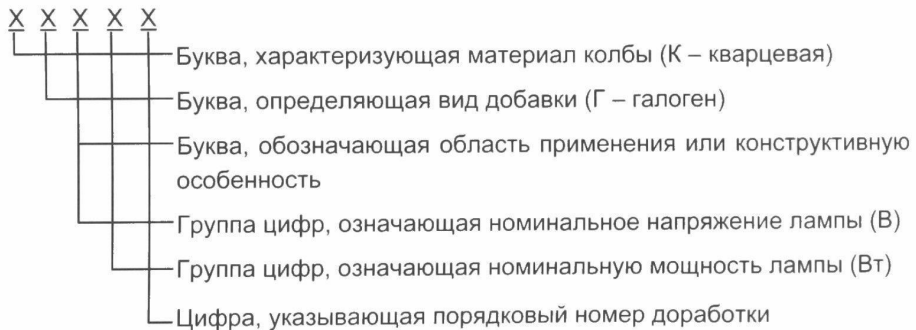 Х Х Х Х Х
Буква, характеризующая материал колбы (К – кварцевая)
Буква, определяющая вид добавки (Г – галоген)
Буква, обозначающая область применения или конструктивную
особенность
Группа цифр, означающая номинальное напряжение лампы (В)
Группа цифр, означающая номинальную мощность лампы (Вт)
Цифра, указывающая порядковый номер доработки